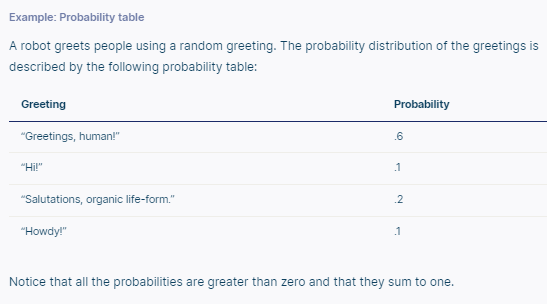 Example: Probability table
A robot greets people using a random greeting. The probability distribution of the greetings is
described by the following probability table:
Greeting Probability
“Greetings, human!” .6
“Hi!” .1
“Salutations, organic life-form.” .2
“Howdy!” .1
Notice that all the probabilities are greater than zero and that they sum to one.